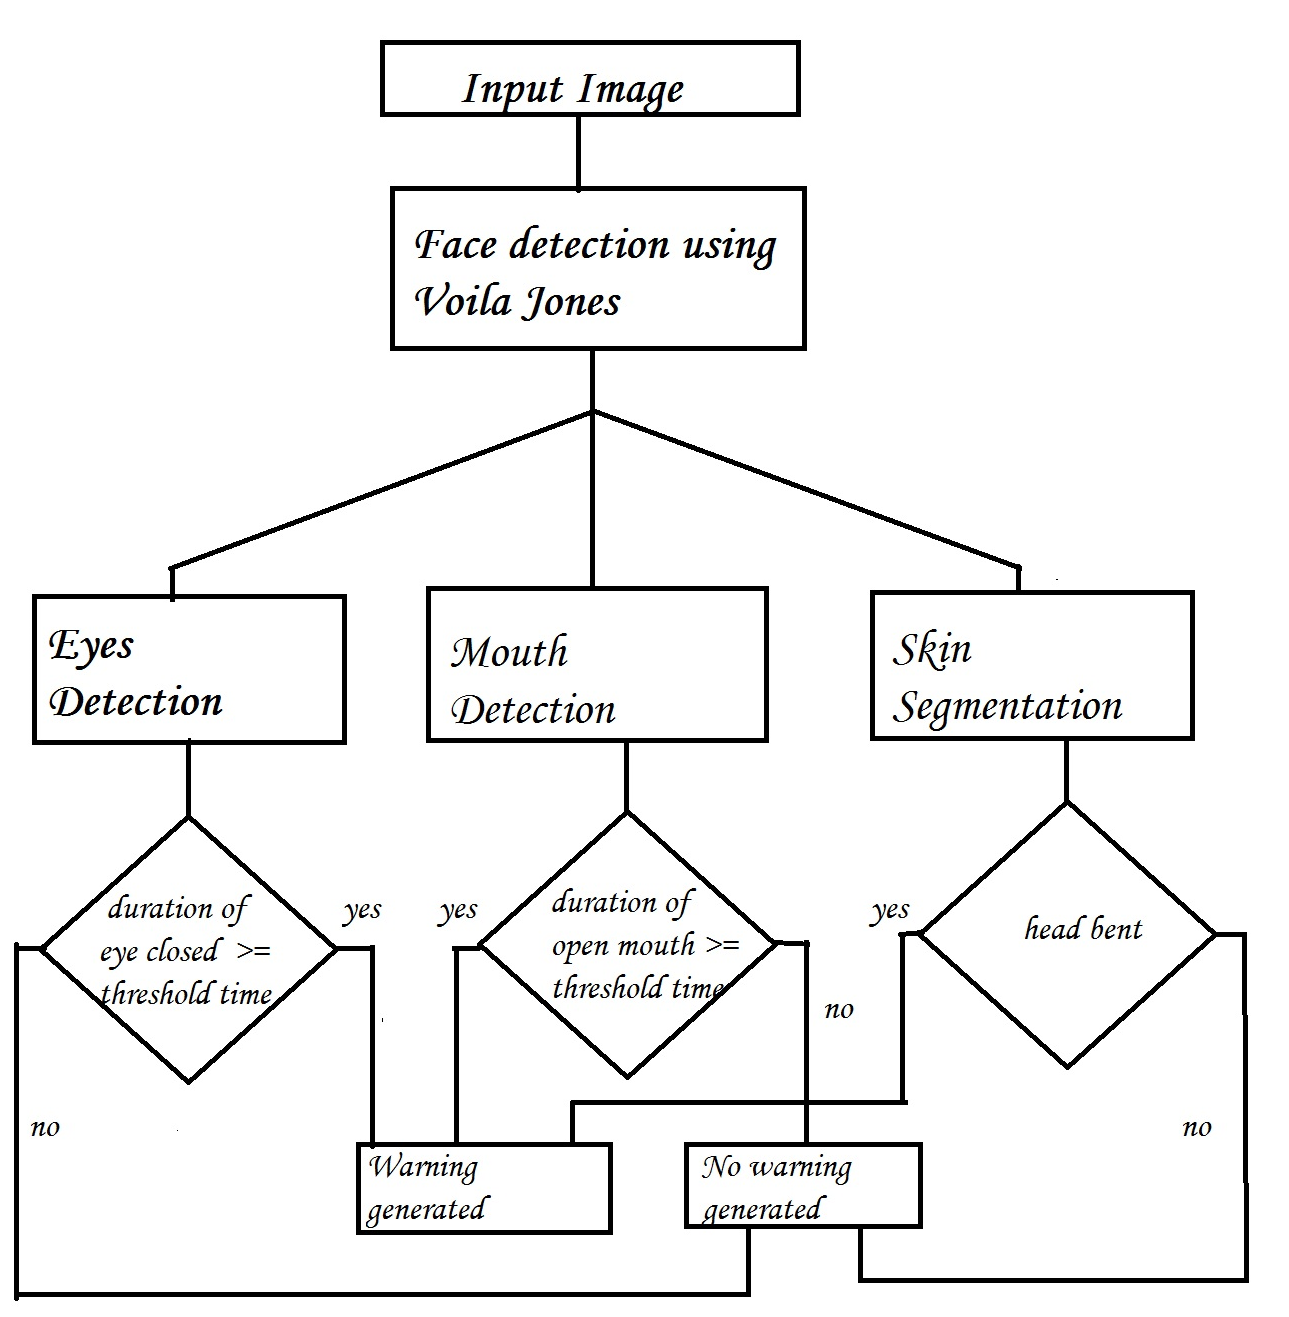 Input Image
Face detection using
Voila Jones
Eyes
Detection
Mouth
Detection
Skin
Segmentation
duration of
eye closed >=
threshold time
yes
no
yes
duration of
open mouth >=
threshold time
no
yes
head bent
no
Warning
generated
No warning
generated